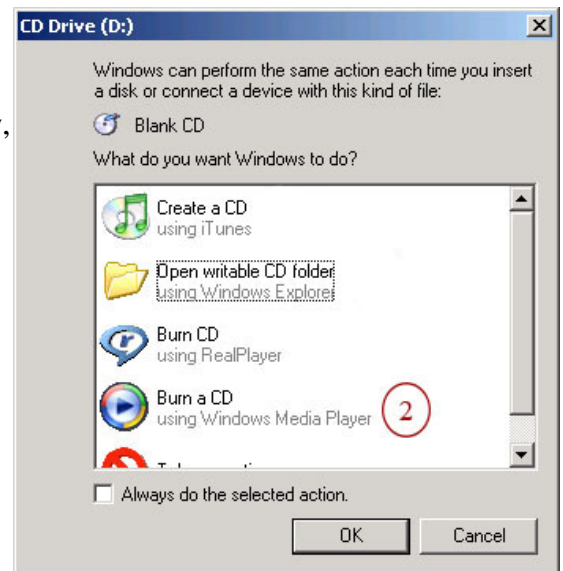 CD Drive (D:)
Windows can perform the same action each time you insert
a disk or connect a device with this kind of file:
Blank CD
,
What do you want Windows to do?
Create a CD
using iTunes
Open writable CD folder
using Windows Explorer
Burn CD
using RealPlayer
Burn a CD
using Windows Media Player
2
Always do the selected action.
OK
Cancel